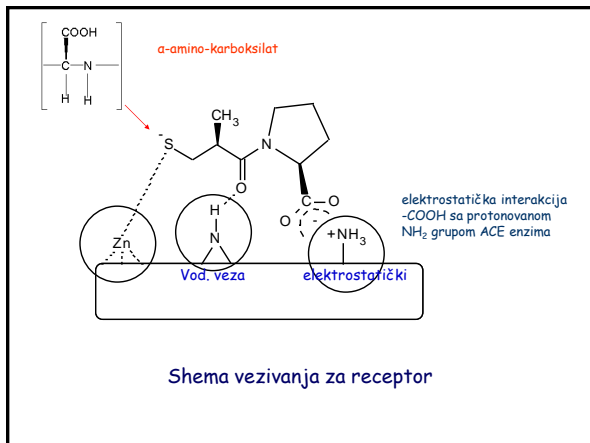 COOH
α-amino-karboksilat
C N
H H
CH₃
-
S
N
O
H
N
O
C O
-
Zn
+NH₃
elektrostatička interakcija
-COOH sa protonovanom
NH₂ grupom ACE enzima
Vod. veza elektrostatički
Shema vezivanja za receptor